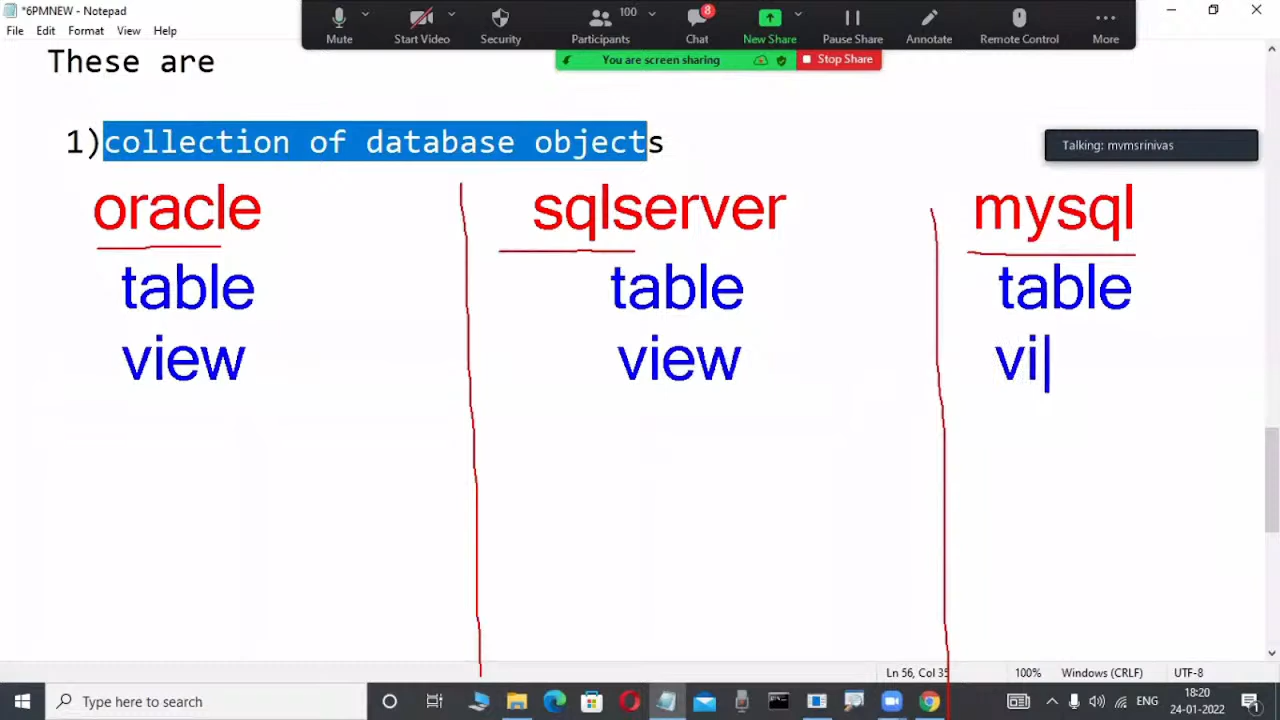 *6PMNEW - Notepad
File Edit Format View Help
Mute Start Video Security Participants 100 Chat 8 New Share Pause Share Annotate Remote Control More
You are screen sharing Stop Share
Talking: mvmsrinivas
These are
1)collection of database objects
oracle sqlserver mysql
table table table
view view vi
Ln 56, Col 35 100% Windows (CRLF) UTF-8
Type here to search
ENG 18:20
24-01-2022 1